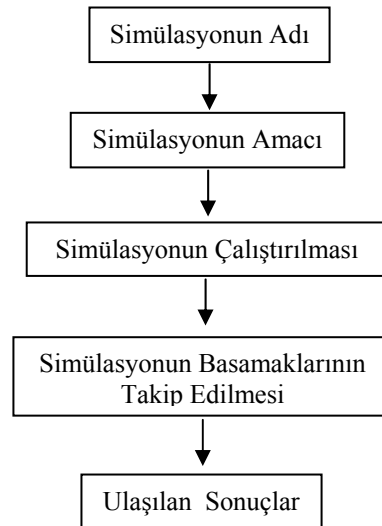 Simülasyonun Adı
Simülasyonun Amacı
Simülasyonun Çalıştırılması
Simülasyonun Basamaklarının
Takip Edilmesi
Ulaşılan Sonuçlar